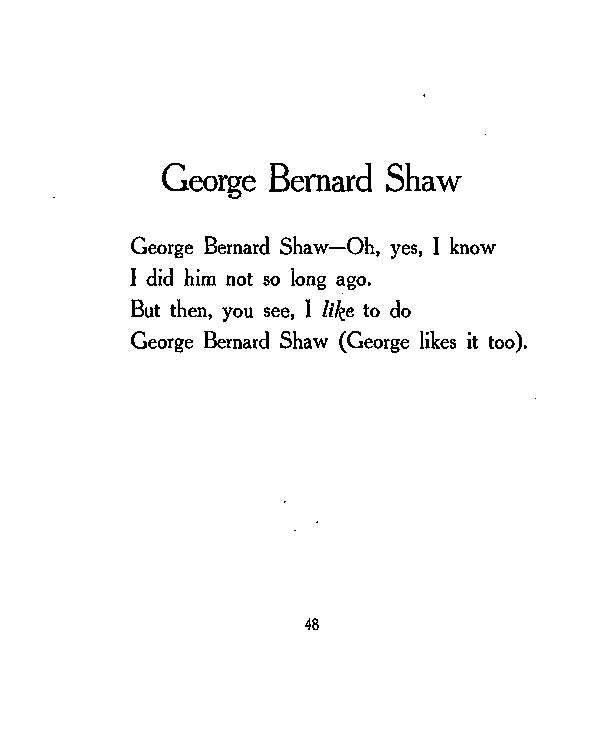 George Bernard Shaw
George Bernard Shaw—Oh, yes, I know
I did him not so long ago.
But then, you see, I like to do
George Bernard Shaw (George likes it too).
48